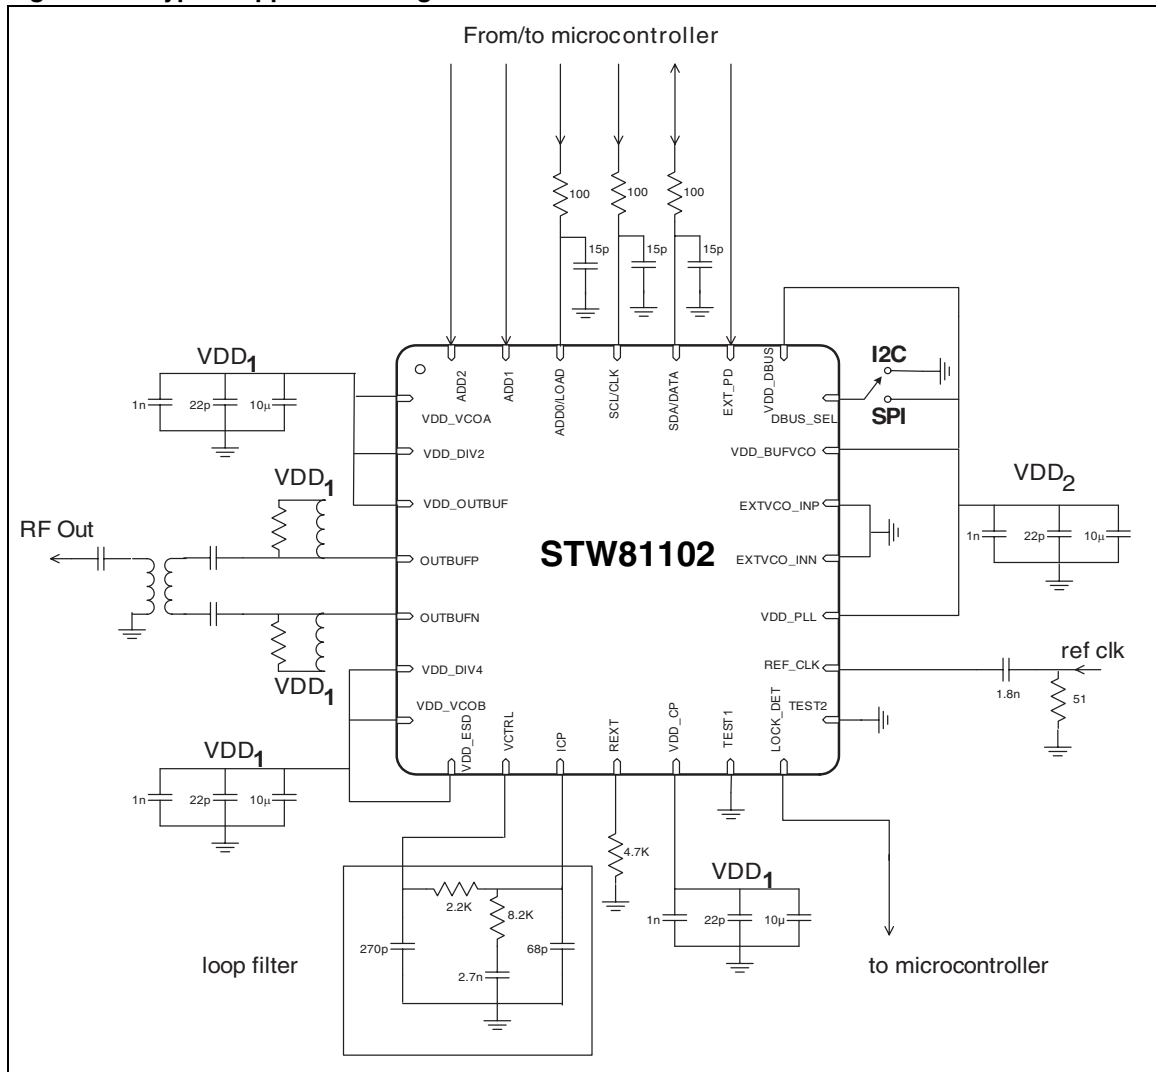 From/to microcontroller
100
100
100
15p
15p
15p
VDD1
1n
22p
10µ
ADD2
ADD1
ADD0/LOAD
SCL/CLK
SDA/DATA
EXT_PD
VDD_DBUS
I2C
SPI
VDD_VCOA
DBUS_SEL
VDD_DIV2
VDD_BUFVCO
VDD2
1n
22p
10µ
VDD1
VDD_OUTBUF
EXTVCO_INP
RF Out
OUTBUFP
STW81102
EXTVCO_INN
OUTBUFN
VDD_PLL
VDD1
VDD_DIV4
REF_CLK
ref clk
1.8n
51
VDD_VCOB
TEST2
VDD_ESD
VCTRL
ICP
REXT
VDD_CP
TEST1
LOCK_DET
VDD1
1n
22p
10µ
4.7K
VDD1
1n
22p
10µ
2.2K
8.2K
270p
68p
2.7n
loop filter
to microcontroller